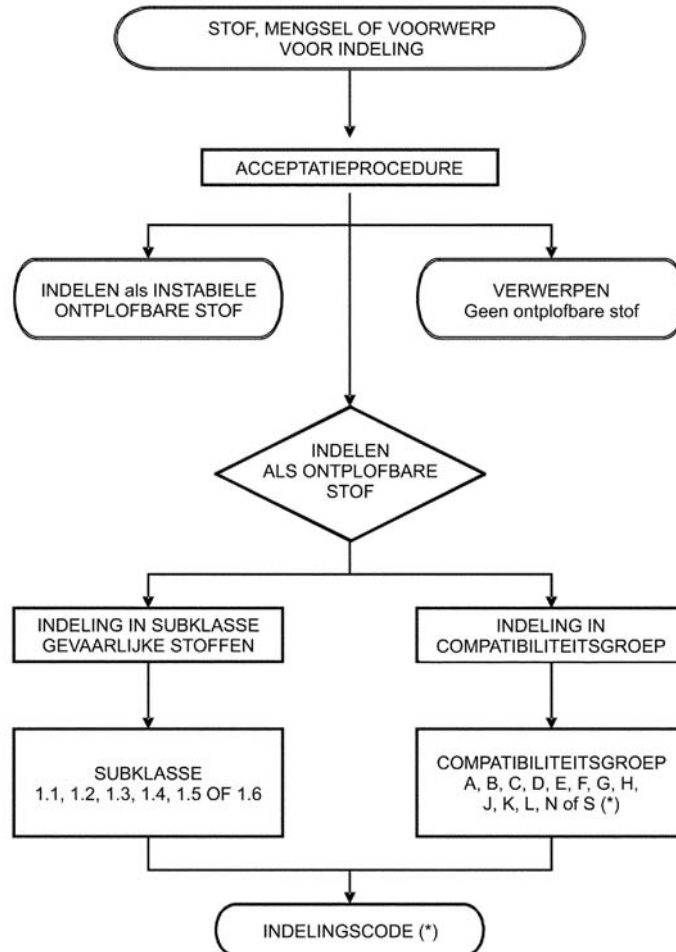 STOF, MENGSEL OF VOORWERP
VOOR INDELING
ACCEPTATIEPROCEDURE
INDELEN als INSTABIELE
ONTPLOFBARE STOF
VERWERPEN
Geen ontplofbare stof
INDELEN
ALS ONTPLOFBARE
STOF
INDELING IN SUBKLASSE
GEVAARLIJKE STOFFEN
INDELING IN
COMPATIBILITEITSGROEP
SUBKLASSE
1.1, 1.2, 1.3, 1.4, 1.5 OF 1.6
COMPATIBILITEITSGROEP
A, B, C, D, E, F, G, H,
J, K, L, N of S (*)
INDELINGSCODE (*)